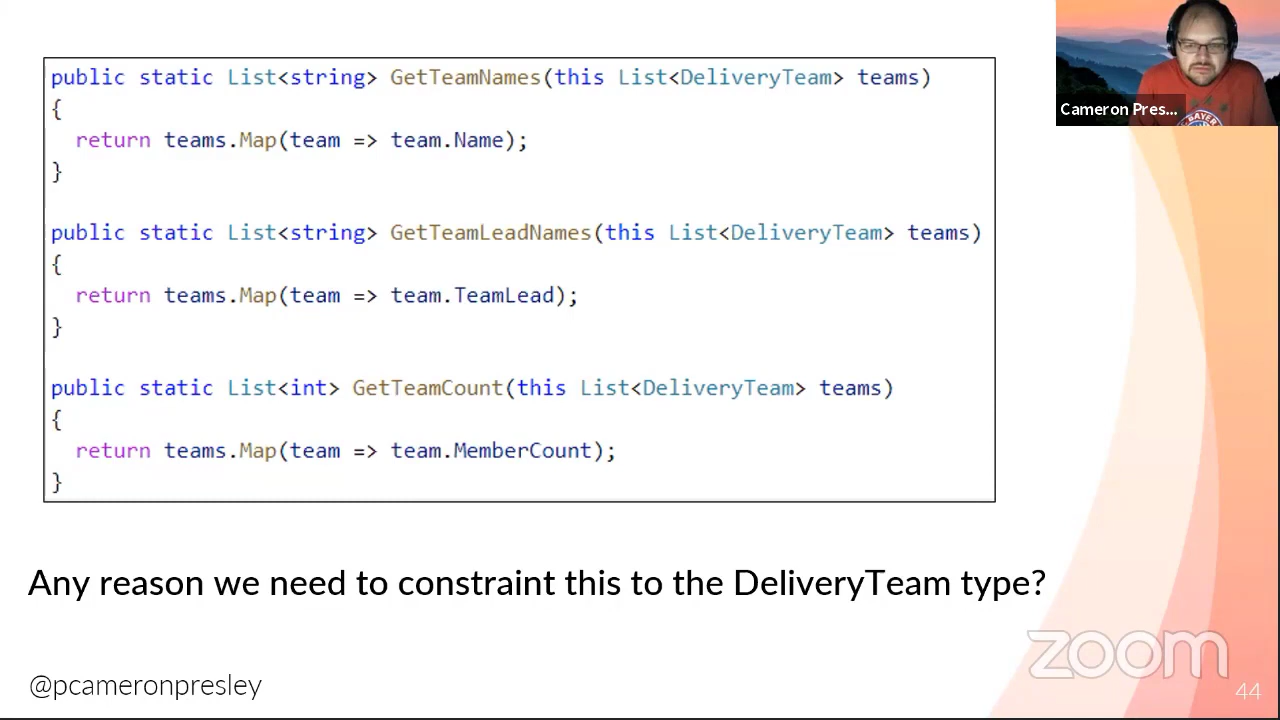 public static List<string> GetTeamNames(this List<DeliveryTeam> teams)
{
  return teams.Map(team => team.Name);
}
public static List<string> GetTeamLeadNames(this List<DeliveryTeam> teams)
{
  return teams.Map(team => team.TeamLead);
}
public static List<int> GetTeamCount(this List<DeliveryTeam> teams)
{
  return teams.Map(team => team.MemberCount);
}
Cameron Pres...
BAYER
Any reason we need to constraint this to the DeliveryTeam type?
zoom
@pcameronpresley
44